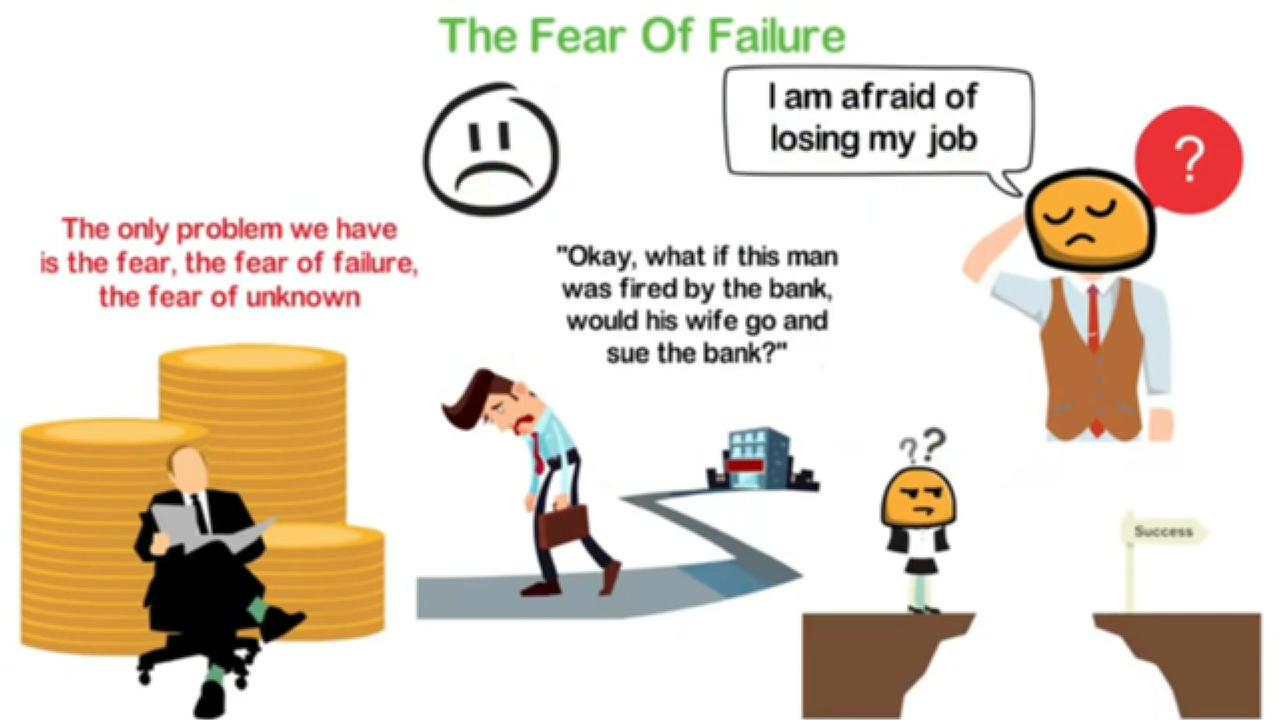 The Fear Of Failure
I am afraid of
losing my job
?
The only problem we have
is the fear, the fear of failure,
the fear of unknown
"Okay, what if this man
was fired by the bank,
would his wife go and
sue the bank?"
??
Success